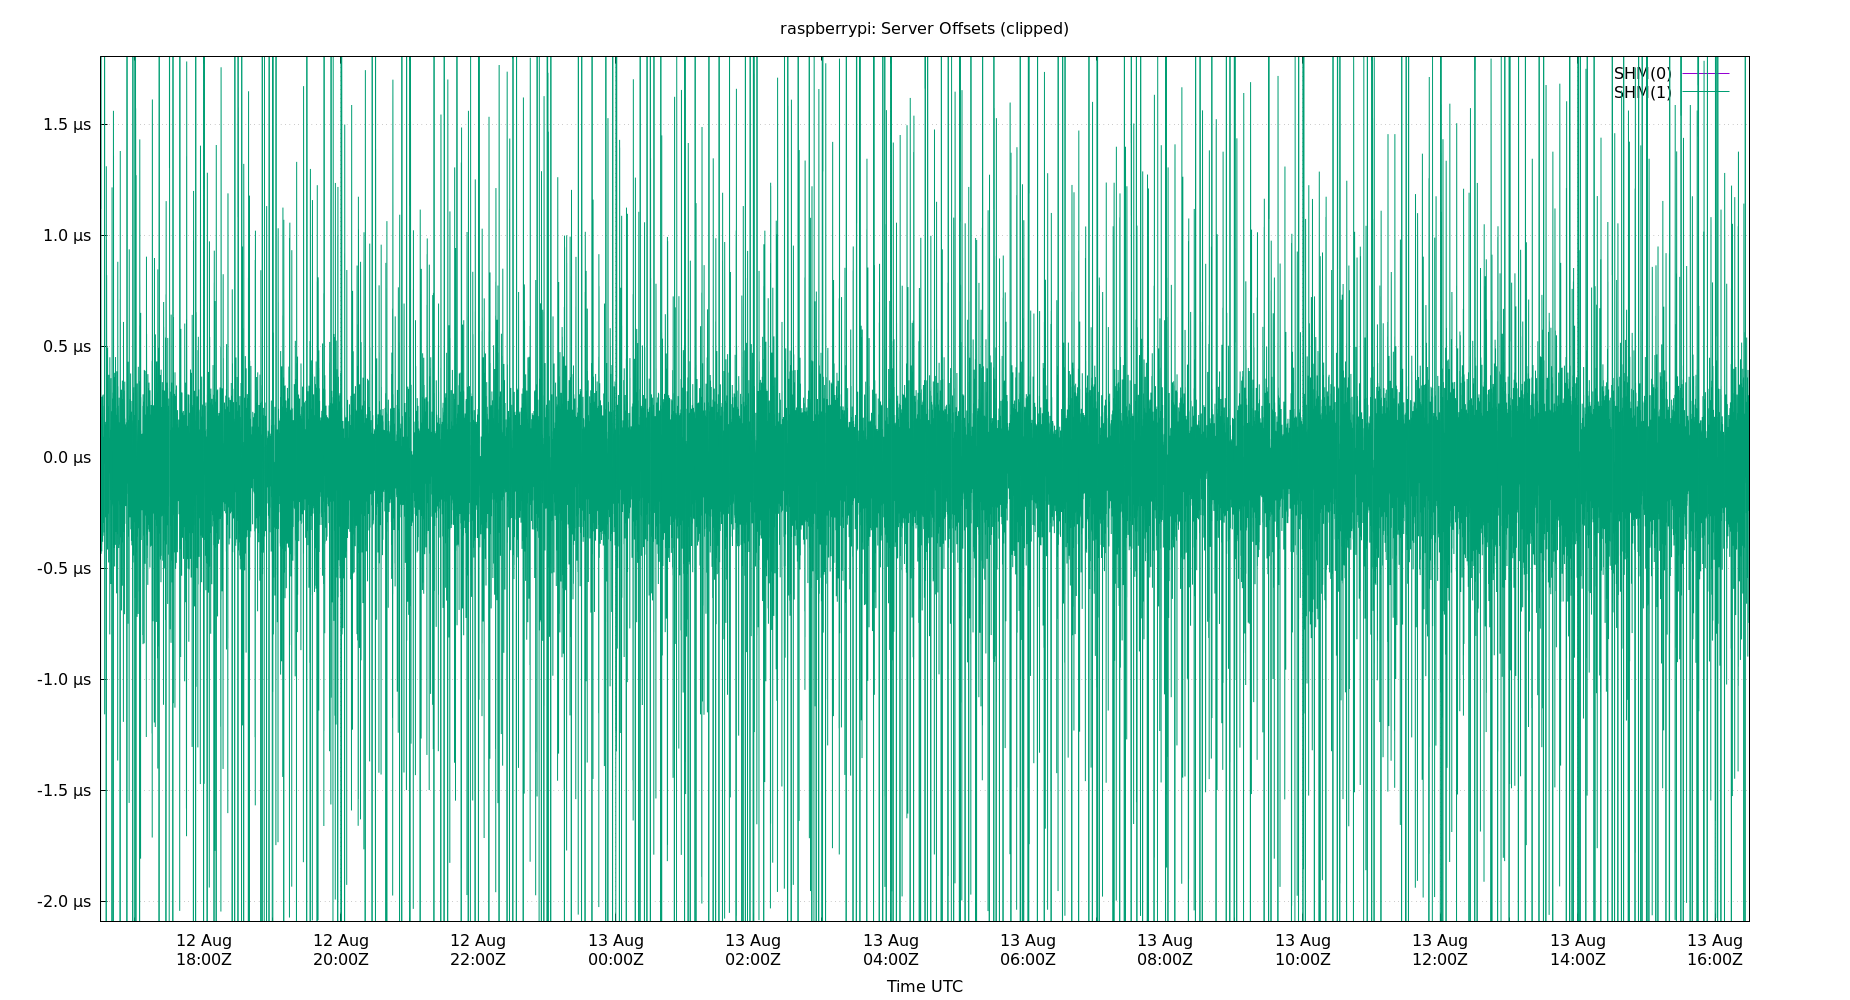 raspberrypi: Server Offsets (clipped)
SHM(0)
SHM(1)
1.5 µs
1.0 µs
0.5 µs
0.0 µs
-0.5 µs
-1.0 µs
-1.5 µs
-2.0 µs
12 Aug 12 Aug 12 Aug 13 Aug 13 Aug 13 Aug 13 Aug 13 Aug 13 Aug 13 Aug 13 Aug 13 Aug
18:00Z 20:00Z 22:00Z 00:00Z 02:00Z 04:00Z 06:00Z 08:00Z 10:00Z 12:00Z 14:00Z 16:00Z
Time UTC